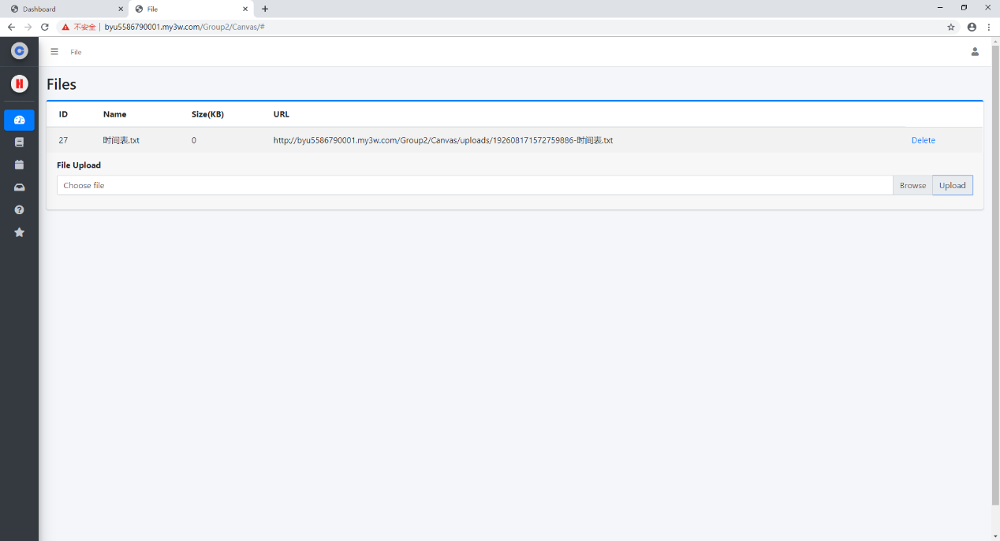 Dashboard
File
不安全 | byu5586790001.my3w.com/Group2/Canvas/#
C
File
H
Files
ID Name Size(KB) URL
27 时间表.txt 0 http://byu5586790001.my3w.com/Group2/Canvas/uploads/192608171572759886-时间表.txt Delete
File Upload
Choose file Browse Upload